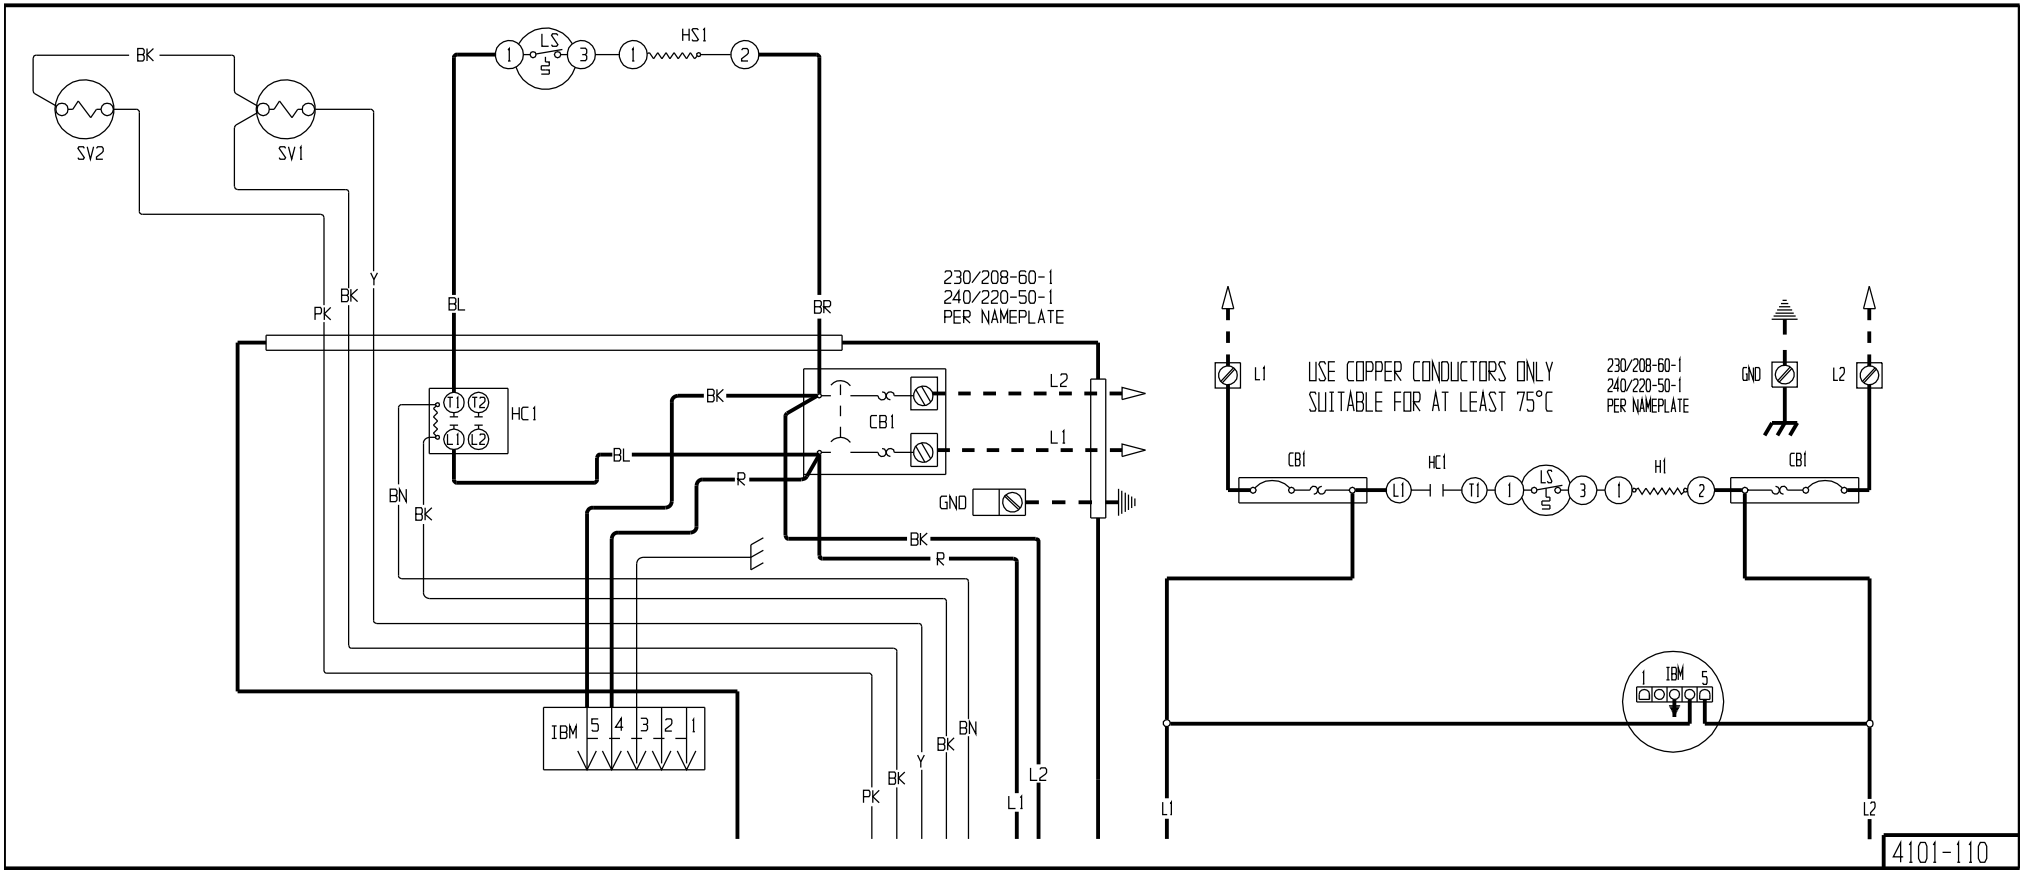 BK
SV2
SV1
1
LS
3
1
HS1
2
Y
BK
PK
BL
BR
230/208-60-1
240/220-50-1
PER NAMEPLATE
T1 T2
L1 L2
HC1
BK
BL
R
CB1
L2
L1
GND
BN
BK
BK
R
IBM 5 4 3 2 1
PK
BK
Y
BK
BN
L1
L2
L1
USE COPPER CONDUCTORS ONLY
SUITABLE FOR AT LEAST 75°C
230/208-60-1
240/220-50-1
PER NAMEPLATE
GND
L2
CB1
L1
HC1
T1
1
LS
3
1
H1
2
CB1
1 IBM 5
L1
L2
4101-110